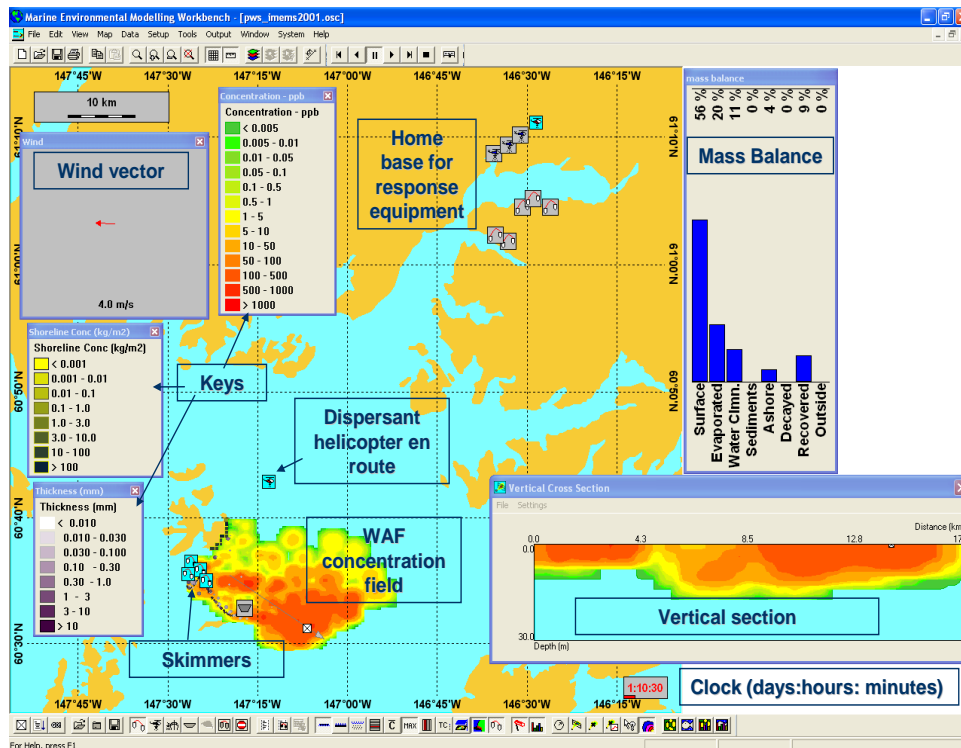 Marine Environmental Modelling Workbench - [pws_imems2001.osc]
File Edit View Map Data Setup Tools Output Window System Help
147°45'W 147°30'W 147°15'W 147°00'W 146°45'W 146°30'W 146°15'W
10 km
61°10'N
61°10'N
Wind
Wind vector
4.0 m/s
Concentration - ppb
Concentration - ppb
< 0.005
0.005 - 0.01
0.01 - 0.05
0.05 - 0.1
0.1 - 0.5
0.5 - 1
1 - 5
5 - 10
10 - 50
50 - 100
100 - 500
500 - 1000
> 1000
Home
base for
response
equipment
mass balance
56 %
20 %
11 %
0 %
4 %
0 %
9 %
0 %
Mass Balance
Surface
Evaporated
Water Clmn.
Sediments
Ashore
Decayed
Recovered
Outside
61°00'N
61°00'N
Shoreline Conc (kg/m2)
Shoreline Conc (kg/m2)
< 0.001
0.001 - 0.01
0.01 - 0.1
0.1 - 1.0
1.0 - 3.0
3.0 - 10.0
10 - 100
> 100
Keys
60°50'N
60°50'N
Dispersant
helicopter en
route
Thickness (mm)
Thickness (mm)
< 0.010
0.010 - 0.030
0.030 - 0.100
0.10 - 0.30
0.30 - 1.0
1 - 3
3 - 10
> 10
60°40'N
WAF
concentration
field
Vertical Cross Section
File Settings
Distance (km
0.0 4.3 8.5 12.8 17
0.0
30.0
Depth (m)
Vertical section
60°30'N
Skimmers
1:10:30
Clock (days:hours: minutes)
147°45'W 147°30'W 147°15'W 147°00'W 146°45'W 146°30'W 146°15'W
C MAX TC:
For Help, press F1